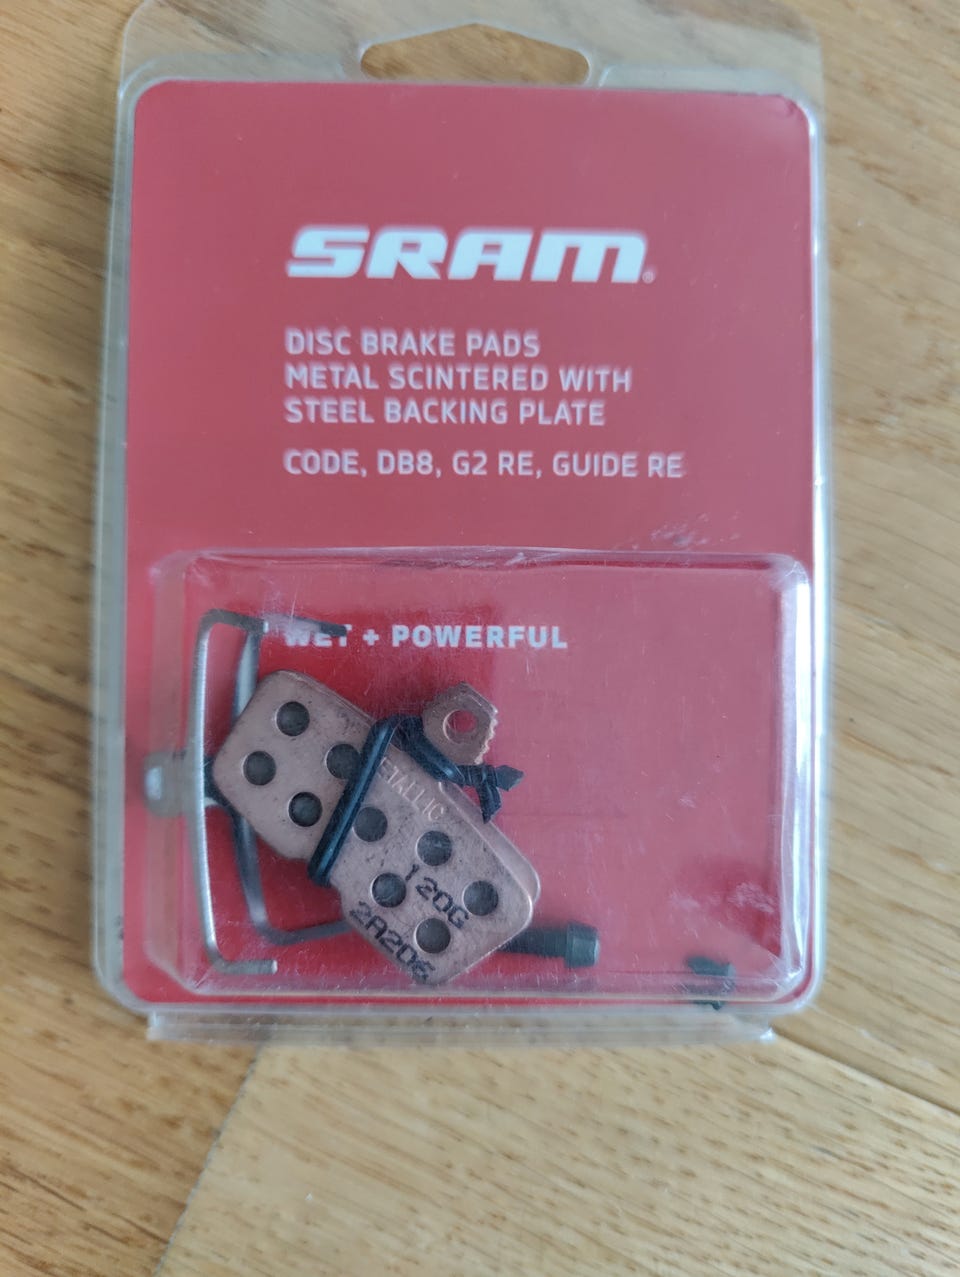 SRAM®
DISC BRAKE PADS
METAL SCINTERED WITH
STEEL BACKING PLATE
CODE, DB8, G2 RE, GUIDE RE
WET + POWERFUL
120G